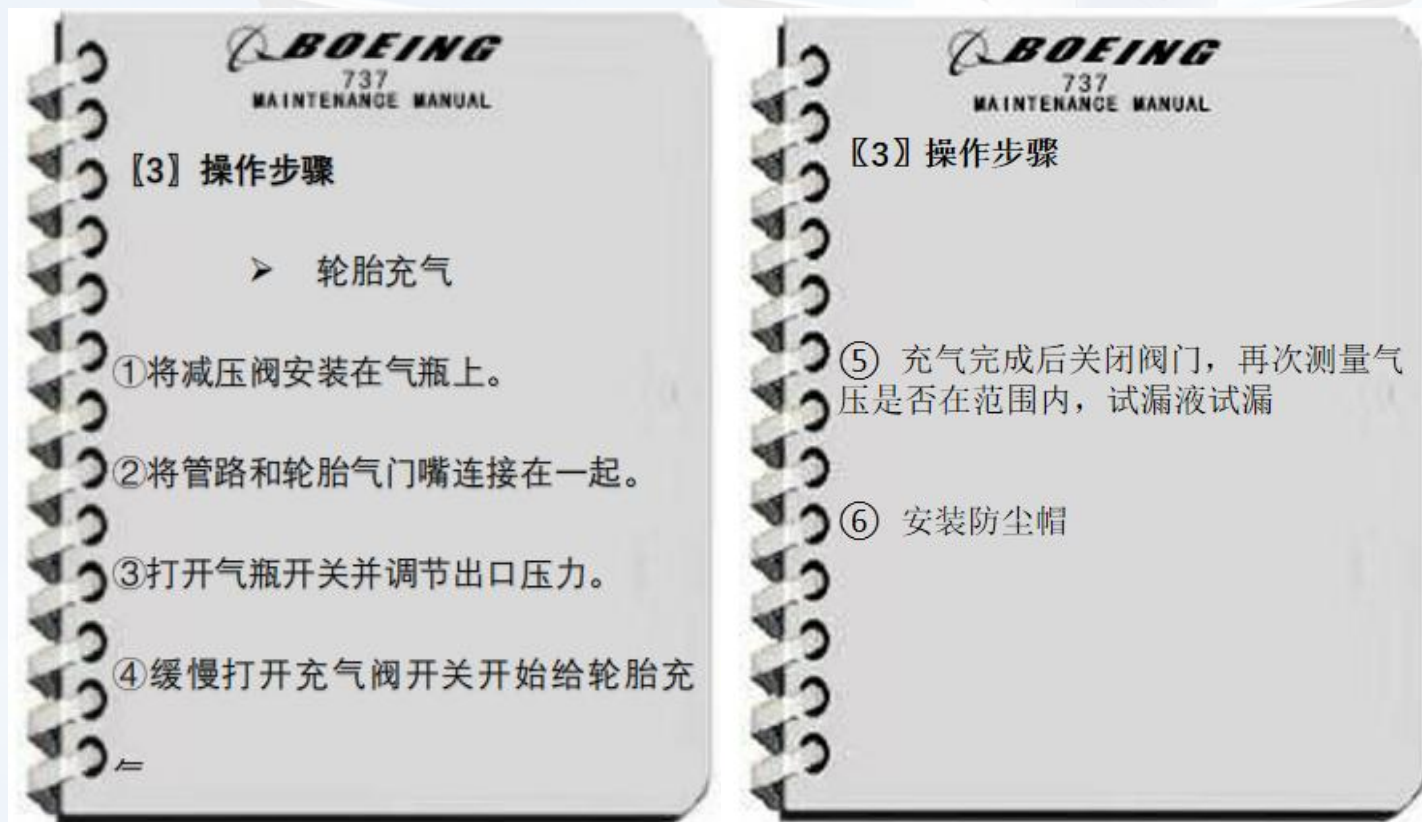 BOEING
737
MAINTENANCE MANUAL
〖3〗操作步骤
➢ 轮胎充气
①将减压阀安装在气瓶上。
②将管路和轮胎气门嘴连接在一起。
③打开气瓶开关并调节出口压力。
④缓慢打开充气阀开关开始给轮胎充
BOEING
737
MAINTENANCE MANUAL
〖3〗操作步骤
⑤ 充气完成后关闭阀门，再次测量气
压是否在范围内，试漏液试漏
⑥ 安装防尘帽